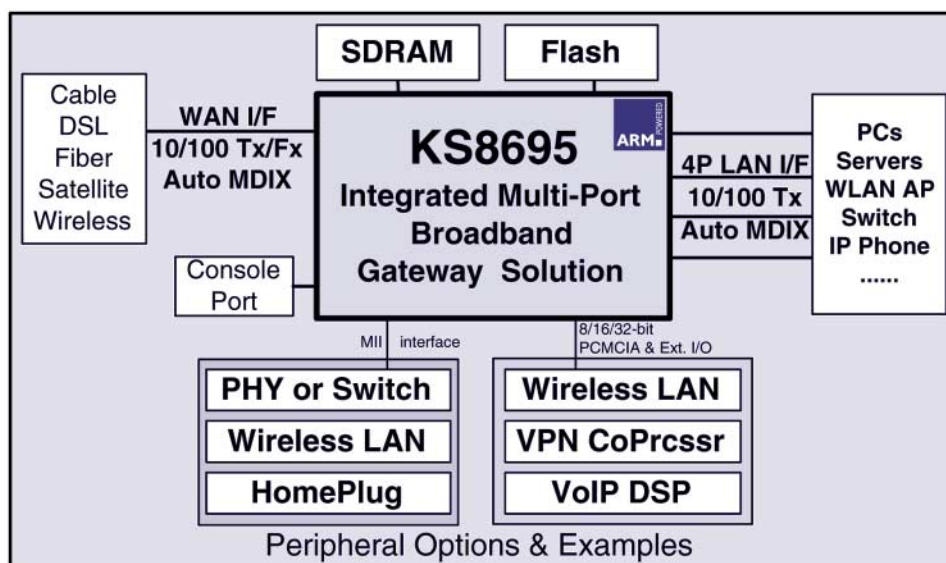 SDRAM
Flash
Cable
DSL
Fiber
Satellite
Wireless
WAN I/F
10/100 Tx/Fx
Auto MDIX
KS8695
Integrated Multi-Port
Broadband
Gateway Solution
ARM
POWERED
4P LAN I/F
10/100 Tx
Auto MDIX
PCs
Servers
WLAN AP
Switch
IP Phone
......
Console
Port
MII interface
8/16/32-bit
PCMCIA & Ext. I/O
PHY or Switch
Wireless LAN
HomePlug
Wireless LAN
VPN CoPrcssr
VoIP DSP
Peripheral Options & Examples